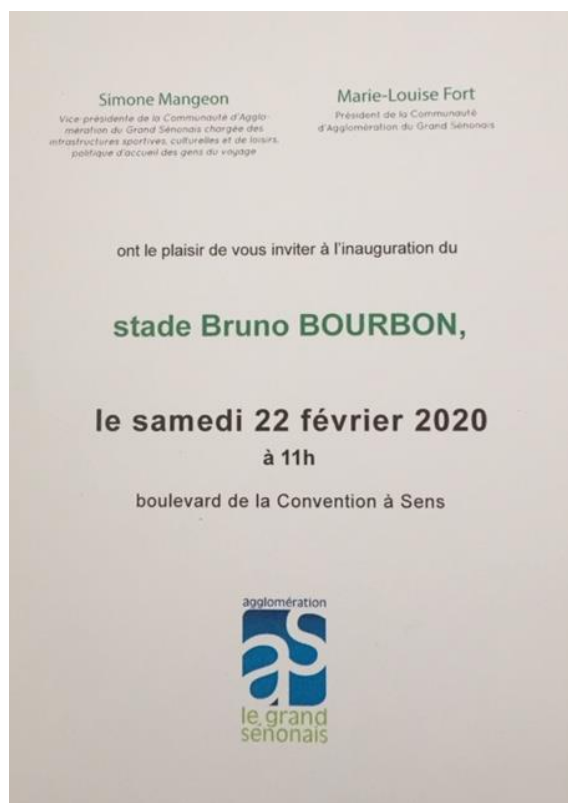 Simone Mangeon
Vice-présidente de la Communauté d'Agglo-
mération du Grand Sénonais chargée des
infrastructures sportives, culturelles et de loisirs,
politique d'accueil des gens du voyage
Marie-Louise Fort
Président de la Communauté
d'Agglomération du Grand Sénonais
ont le plaisir de vous inviter à l'inauguration du
stade Bruno BOURBON,
le samedi 22 février 2020
à 11h
boulevard de la Convention à Sens
agglomération
as
le grand
sénonais